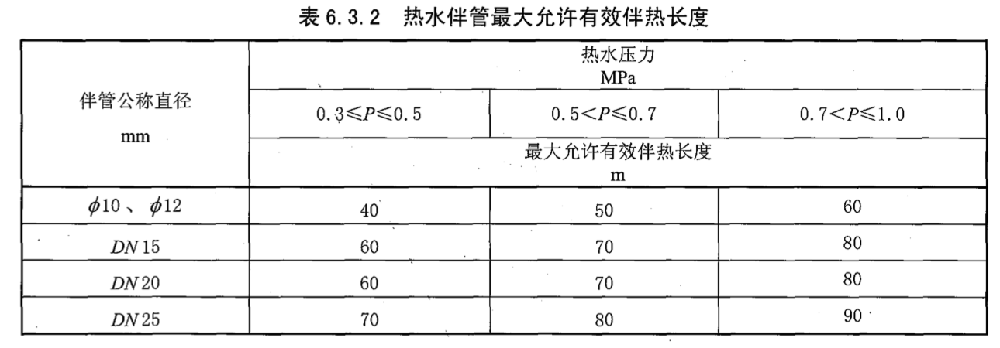 表 6.3.2 热水伴管最大允许有效伴热长度
伴管公称直径
mm
热水压力
MPa
0.3≤P≤0.5 0.5<P≤0.7 0.7<P≤1.0
最大允许有效伴热长度
m
ϕ10、ϕ12 40 50 60
DN15 60 70 80
DN20 60 70 80
DN25 70 80 90